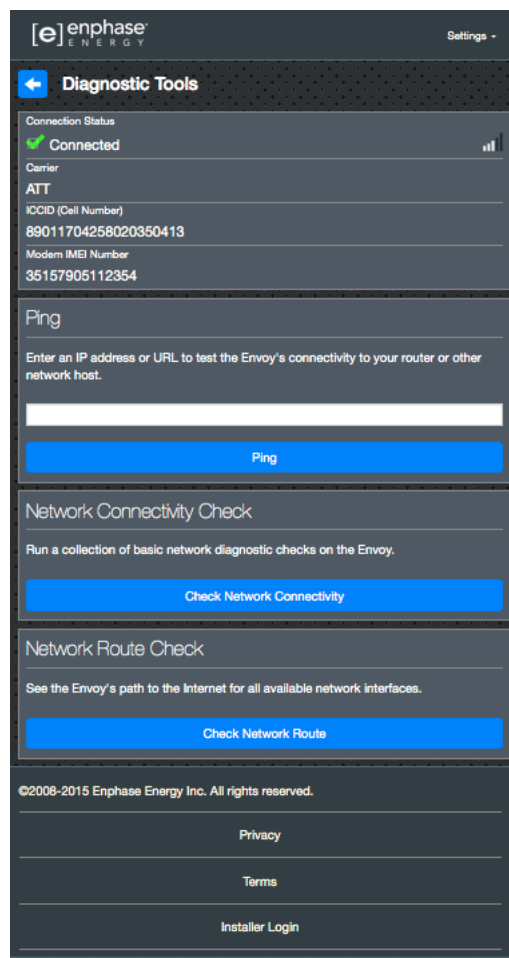 [e] enphase
ENERGY
Settings
Diagnostic Tools
Connection Status
Connected
Carrier
ATT
ICCID (Cell Number)
89011704258020350413
Modem IMEI Number
35157905112354
Ping
Enter an IP address or URL to test the Envoy's connectivity to your router or other
network host.
Ping
Network Connectivity Check
Run a collection of basic network diagnostic checks on the Envoy.
Check Network Connectivity
Network Route Check
See the Envoy's path to the Internet for all available network interfaces.
Check Network Route
©2008-2015 Enphase Energy Inc. All rights reserved.
Privacy
Terms
Installer Login